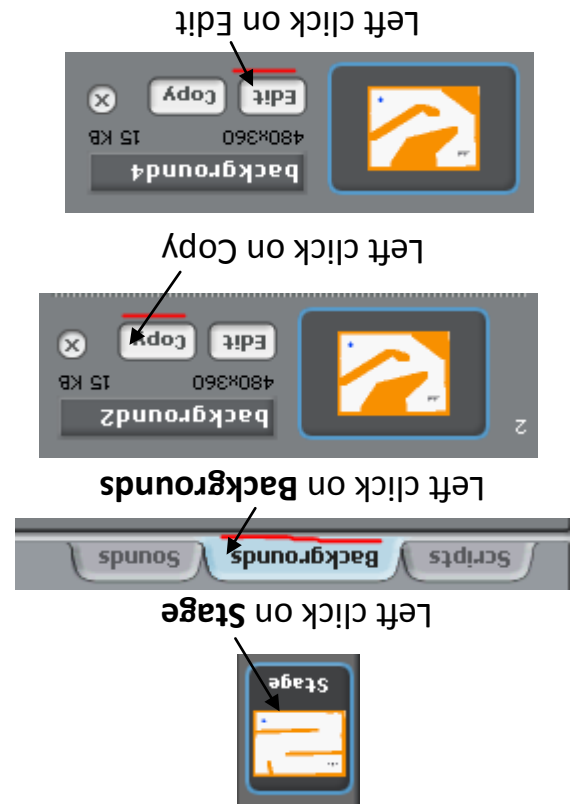 Stage
Left click on Stage
Scripts Backgrounds Sounds
Left click on Backgrounds
2
background2
480x360 15 KB
Edit Copy
Left click on Copy
background4
480x360 15 KB
Edit Copy
Left click on Edit